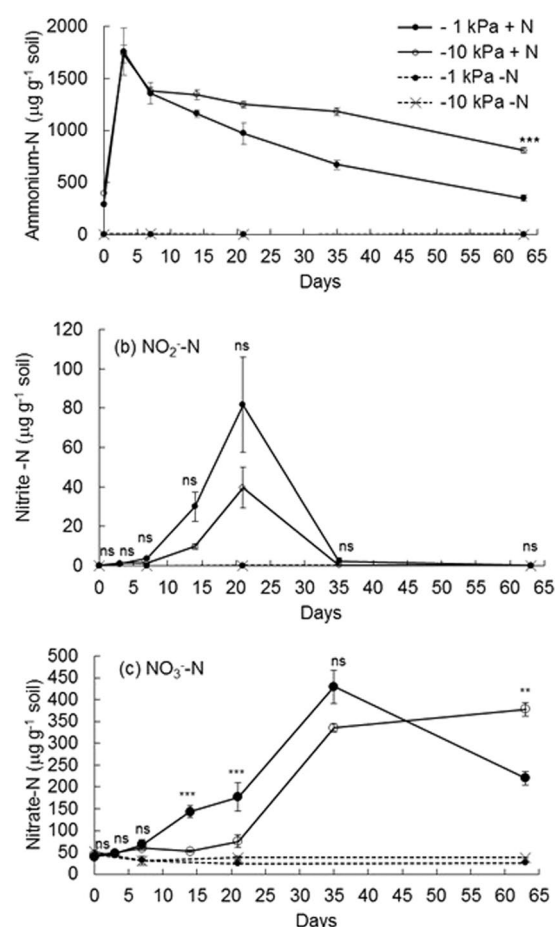 2000
1500
1000
500
0
Ammonium-N (µg g⁻¹ soil)
- 1 kPa + N
-10 kPa + N
-1 kPa -N
-10 kPa -N
***
0 5 10 15 20 25 30 35 40 45 50 55 60 65
Days
120
100
80
60
40
20
0
Nitrite -N (µg g⁻¹ soil)
(b) NO₂⁻-N
ns
ns
ns ns ns ns ns
0 5 10 15 20 25 30 35 40 45 50 55 60 65
Days
500
450
400
350
300
250
200
150
100
50
0
Nitrate-N (µg g⁻¹ soil)
(c) NO₃⁻-N
ns
**
***
***
ns ns ns
0 5 10 15 20 25 30 35 40 45 50 55 60 65
Days